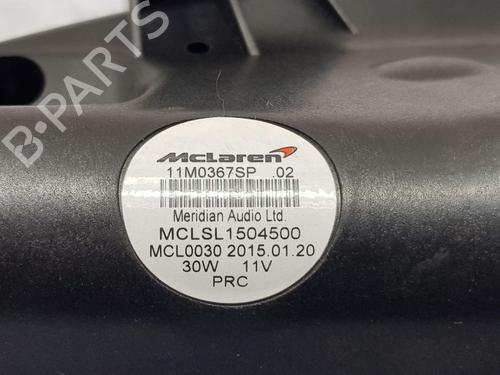 B-PARTS
McLaren
11M0367SP .02
Meridian Audio Ltd.
MCLSL1504500
MCL0030 2015.01.20
30W 11V
PRC